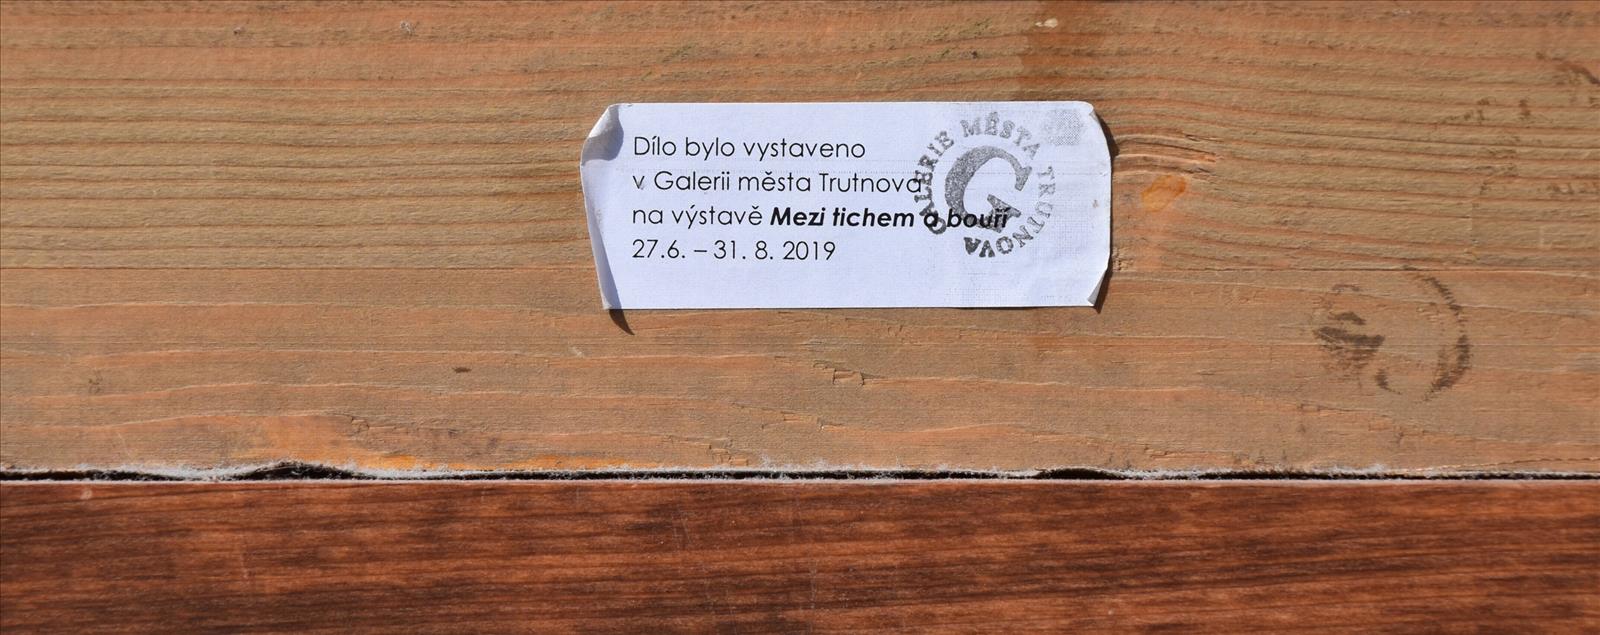 Dílo bylo vystaveno
v Galerii města Trutnova
na výstavě Mezi tichem a bouří
27.6. – 31. 8. 2019
GALERIE MĚSTA TRUTNOVA
G